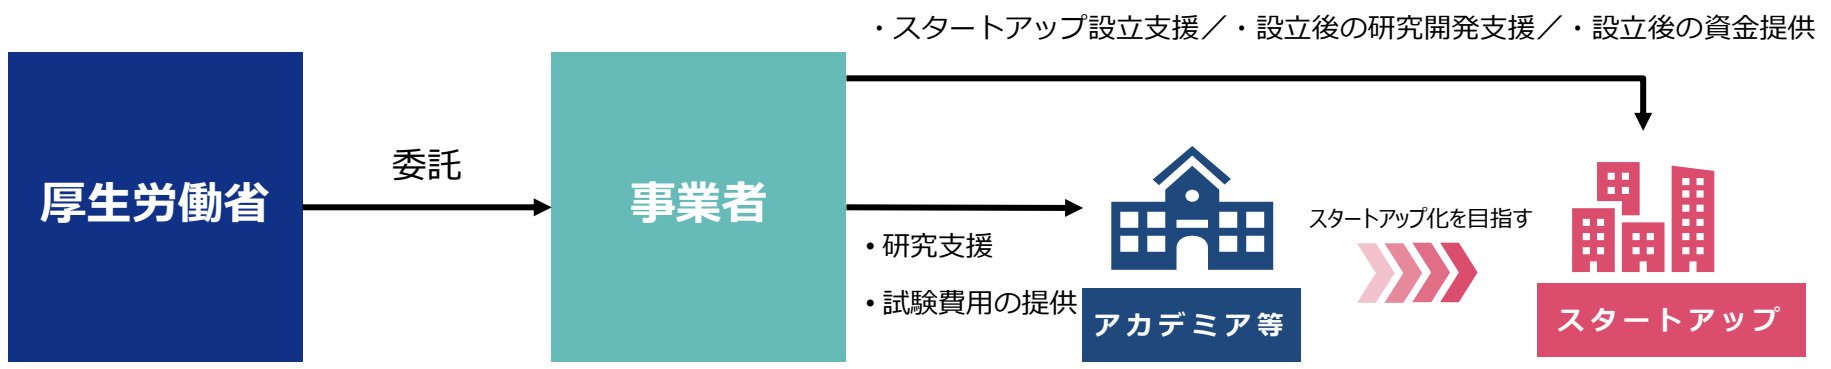 ・スタートアップ設立支援／・設立後の研究開発支援／・設立後の資金提供
厚生労働省
委託
事業者
・研究支援
・試験費用の提供
アカデミア等
スタートアップ化を目指す
スタートアップ